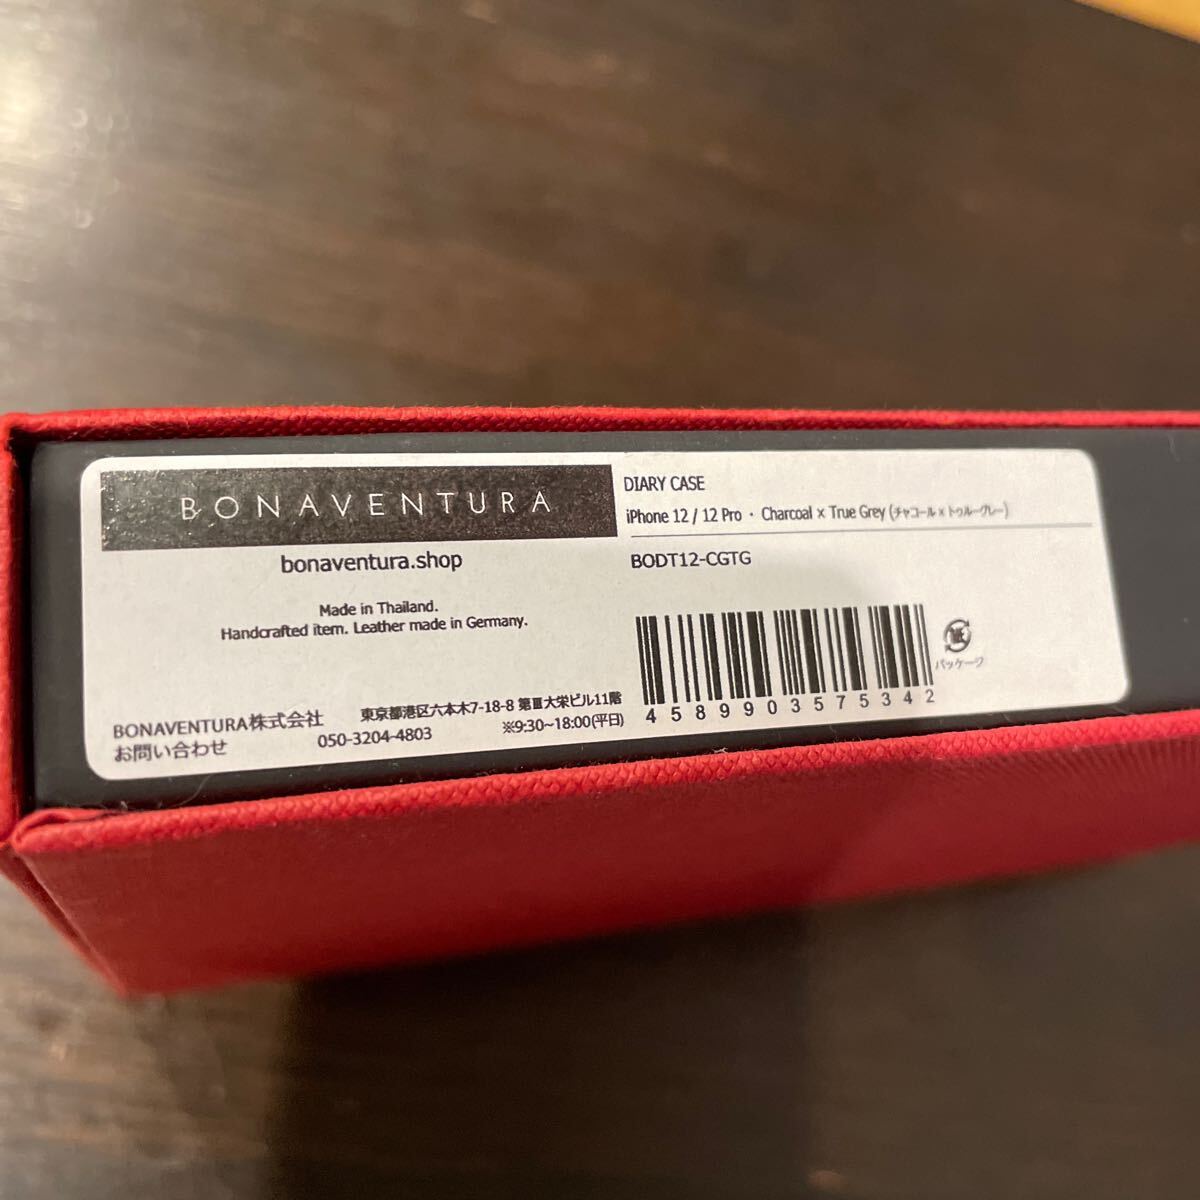 BONAVENTURA
bonaventura.shop
Made in Thailand.
Handcrafted item. Leather made in Germany.
BONAVENTURA株式会社 東京都港区六本木7-18-8 第Ⅲ大栄ビル11階
お問い合わせ 050-3204-4803 ※9:30~18:00(平日)
DIARY CASE
iPhone 12 / 12 Pro・Charcoal × True Grey (チャコール×トゥルーグレー)
BODT12-CGTG
4589903575342
パッケージ